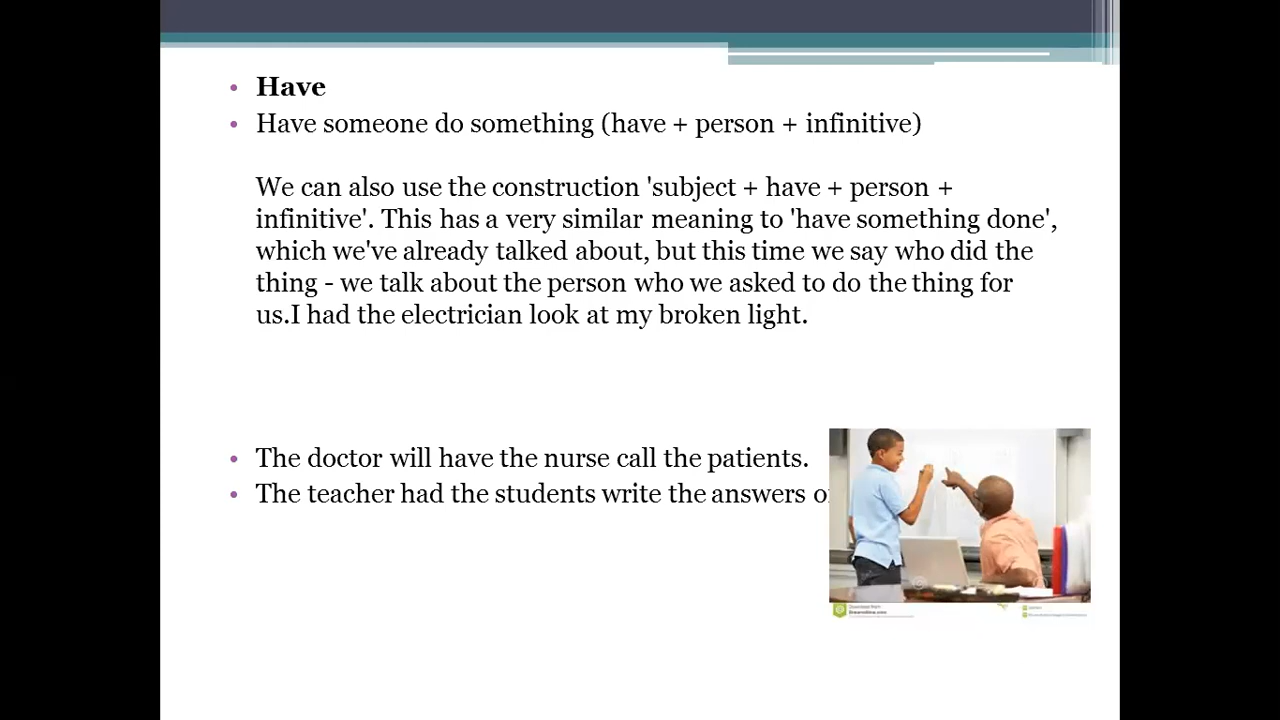 Have
Have someone do something (have + person + infinitive)
We can also use the construction 'subject + have + person +
infinitive'. This has a very similar meaning to 'have something done',
which we've already talked about, but this time we say who did the
thing - we talk about the person who we asked to do the thing for
us.I had the electrician look at my broken light.
The doctor will have the nurse call the patients.
The teacher had the students write the answers